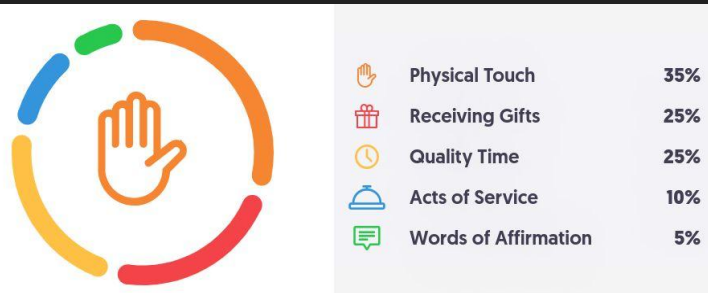 Physical Touch 35%
Receiving Gifts 25%
Quality Time 25%
Acts of Service 10%
Words of Affirmation 5%